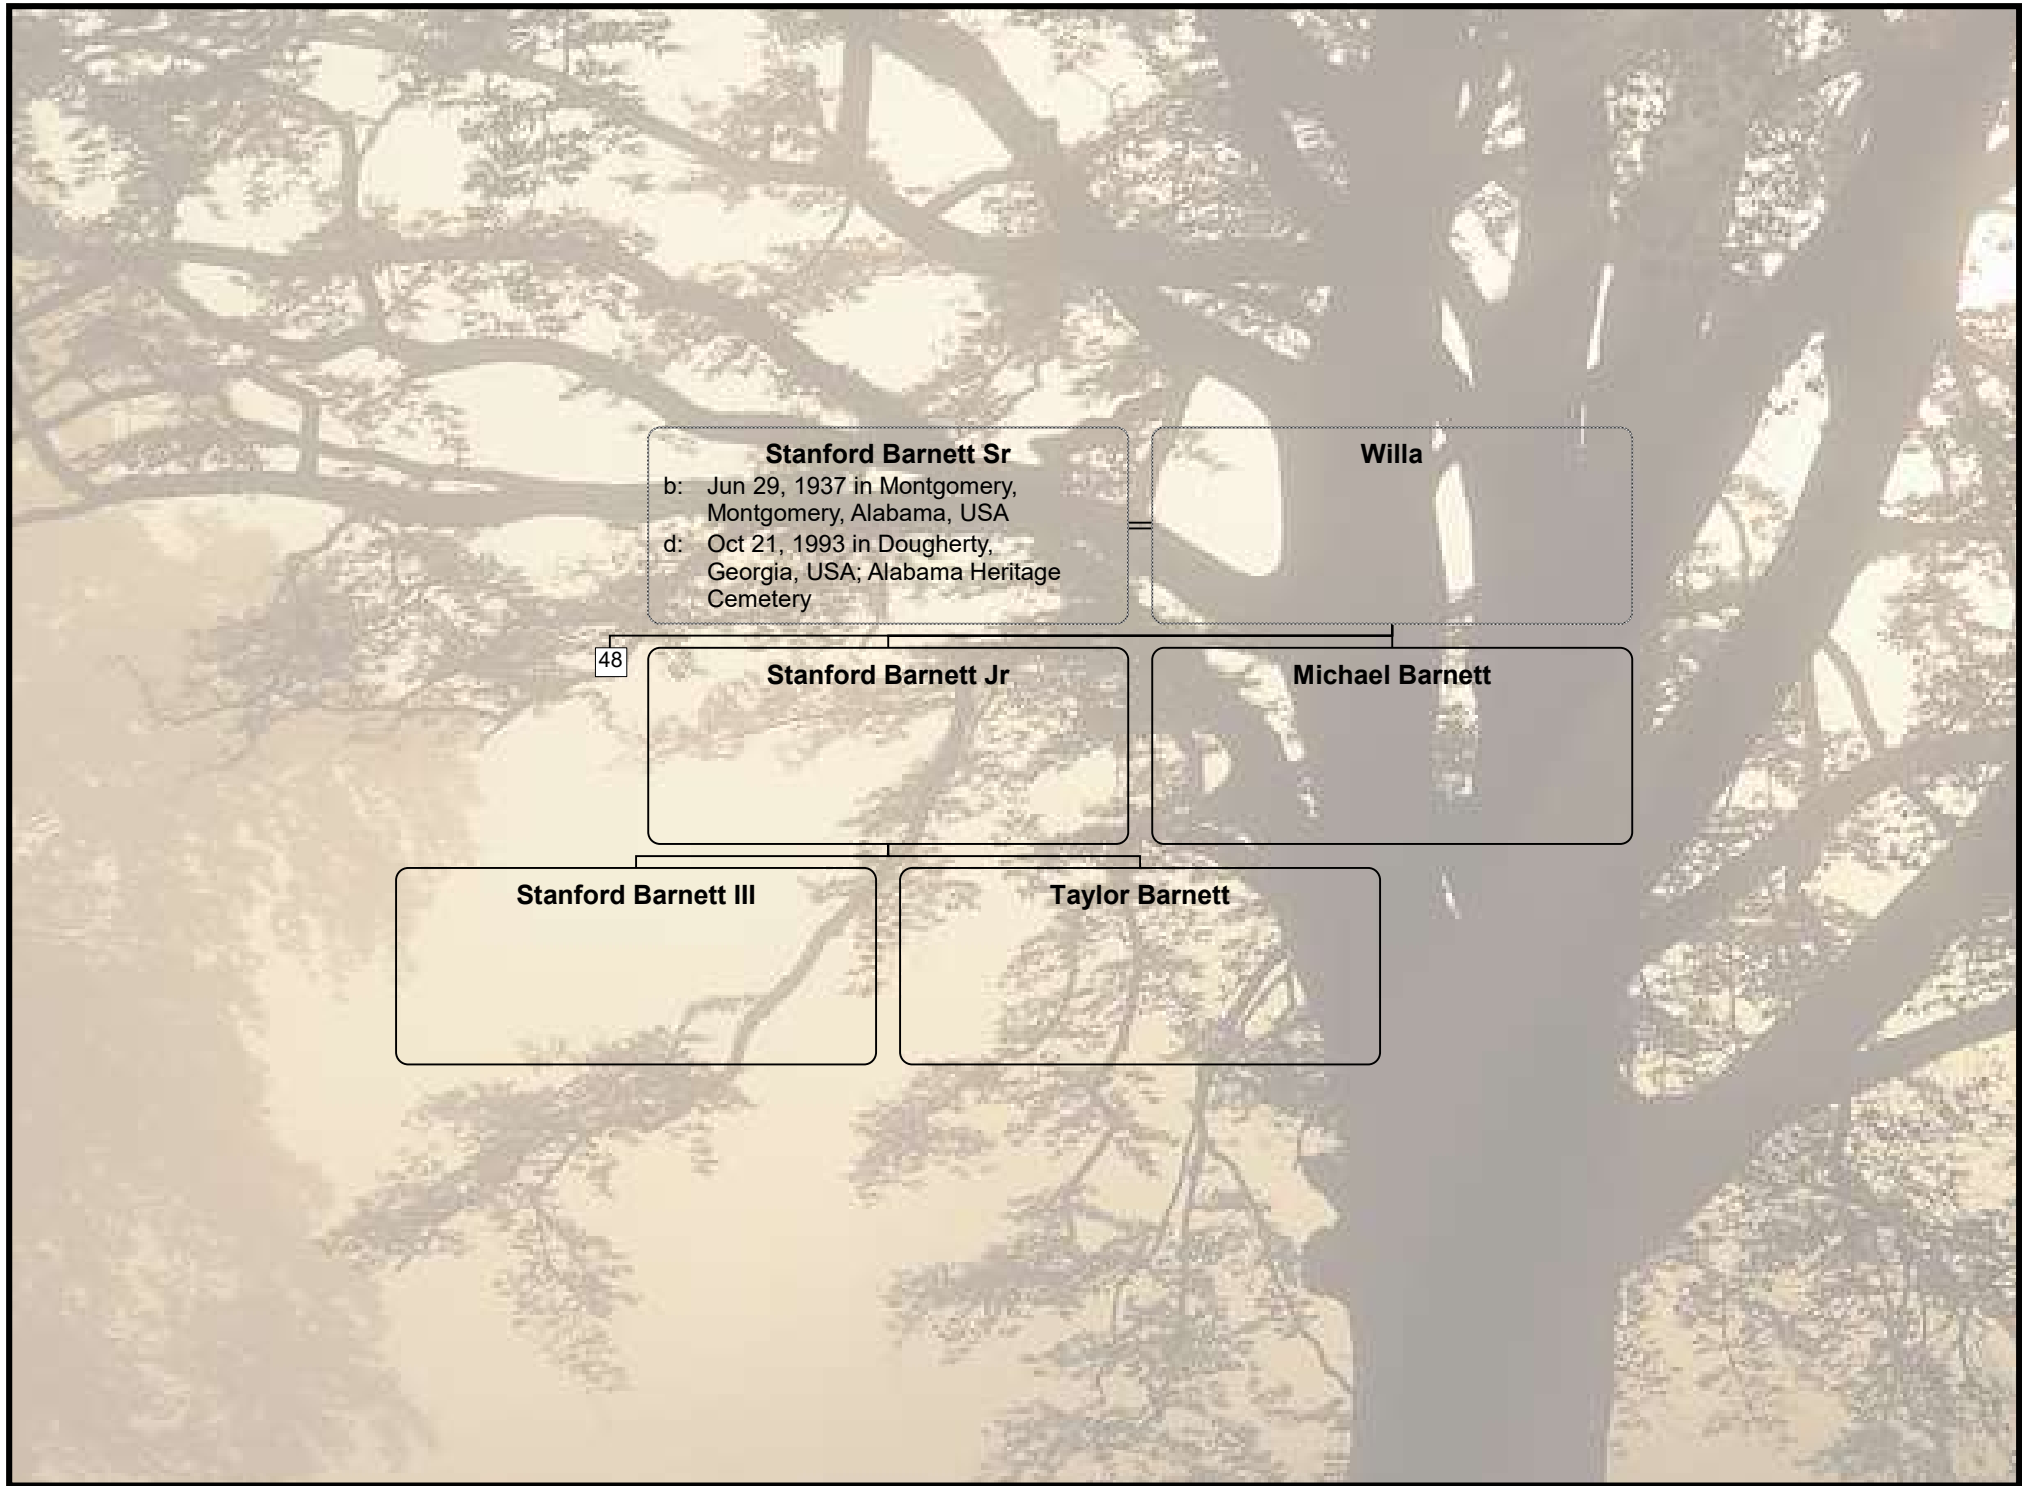 Stanford Barnett Sr
b: Jun 29, 1937 in Montgomery,
Montgomery, Alabama, USA
d: Oct 21, 1993 in Dougherty,
Georgia, USA; Alabama Heritage
Cemetery
Willa
48
Stanford Barnett Jr
Michael Barnett
Stanford Barnett III
Taylor Barnett